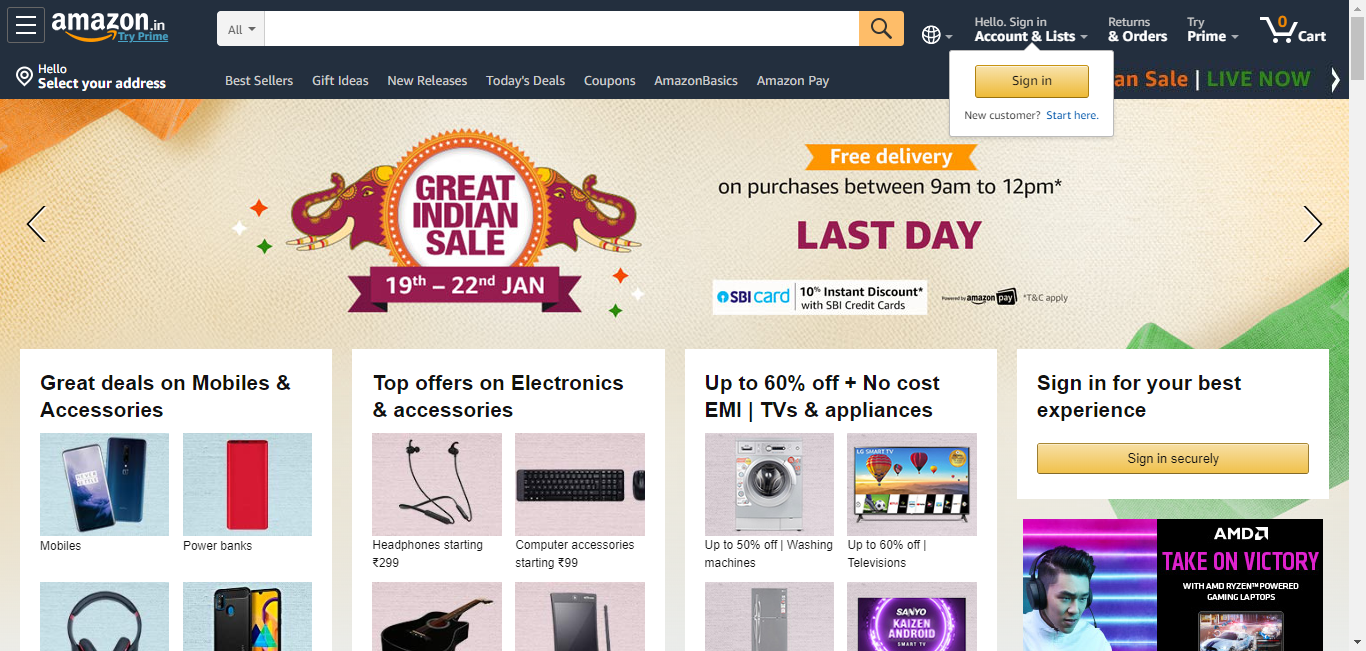 amazon.in
Try Prime
All
Hello. Sign in
Account & Lists
Returns
& Orders
Try
Prime
0
Cart
Hello
Select your address
Best Sellers
Gift Ideas
New Releases
Today's Deals
Coupons
AmazonBasics
Amazon Pay
an Sale | LIVE NOW
Sign in
New customer? Start here.
GREAT
INDIAN
SALE
19th – 22nd JAN
Free delivery
on purchases between 9am to 12pm*
LAST DAY
SBI card
10% Instant Discount*
with SBI Credit Cards
Powered by amazon pay
*T&C apply
Great deals on Mobiles &
Accessories
Mobiles
Power banks
Top offers on Electronics
& accessories
Headphones starting
₹299
Computer accessories
starting ₹99
Up to 60% off + No cost
EMI | TVs & appliances
LG SMART TV
Up to 50% off | Washing
machines
Up to 60% off |
Televisions
SANYO
KAIZEN
ANDROID
SMART TV
Sign in for your best
experience
Sign in securely
AMD
TAKE ON VICTORY
WITH AMD RYZEN™ POWERED
GAMING LAPTOPS